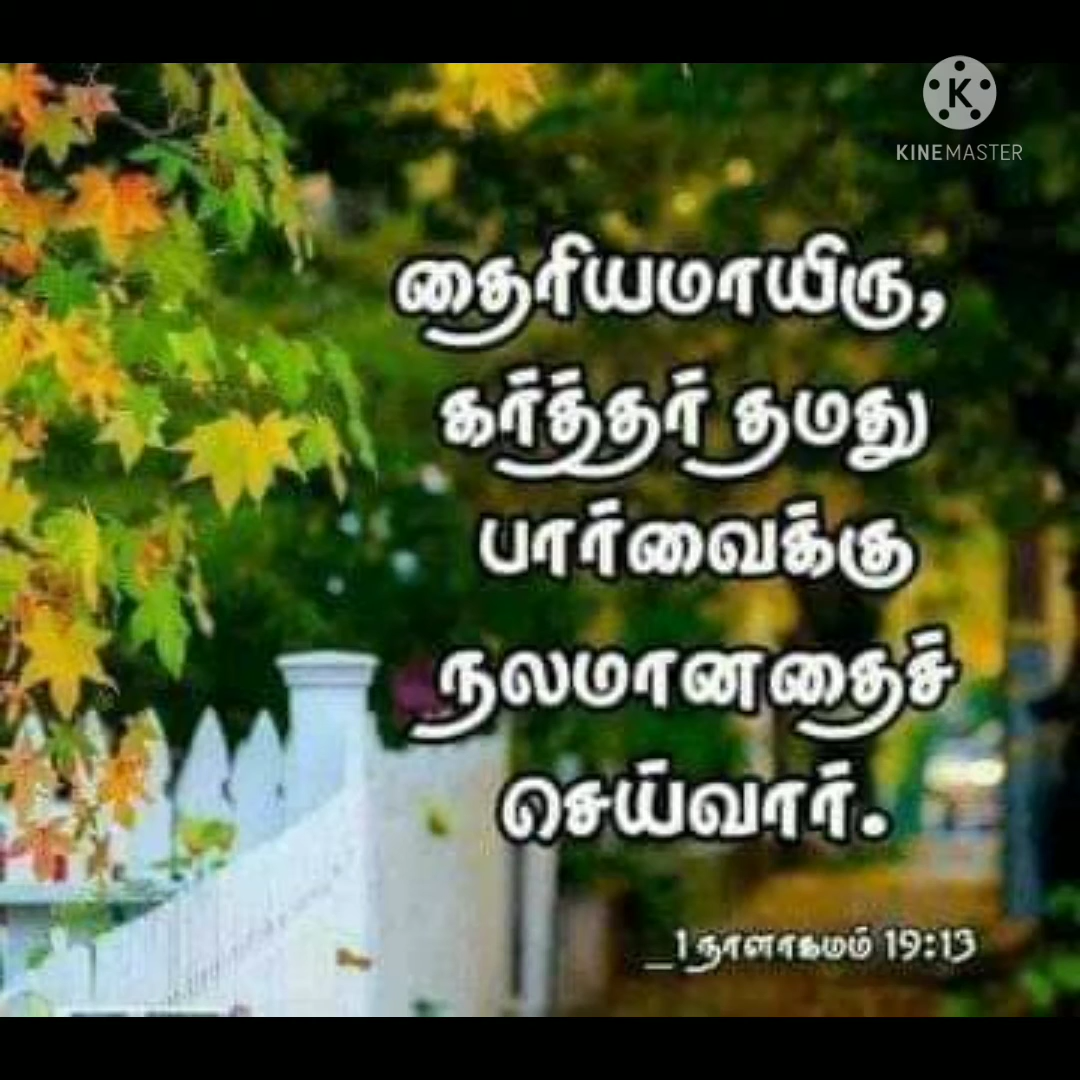 KINEMASTER
தைரியமாயிரு,
கர்த்தர் தமது
பார்வைக்கு
நலமானதைச்
செய்வார்.
_1 நாளாகமம் 19:13